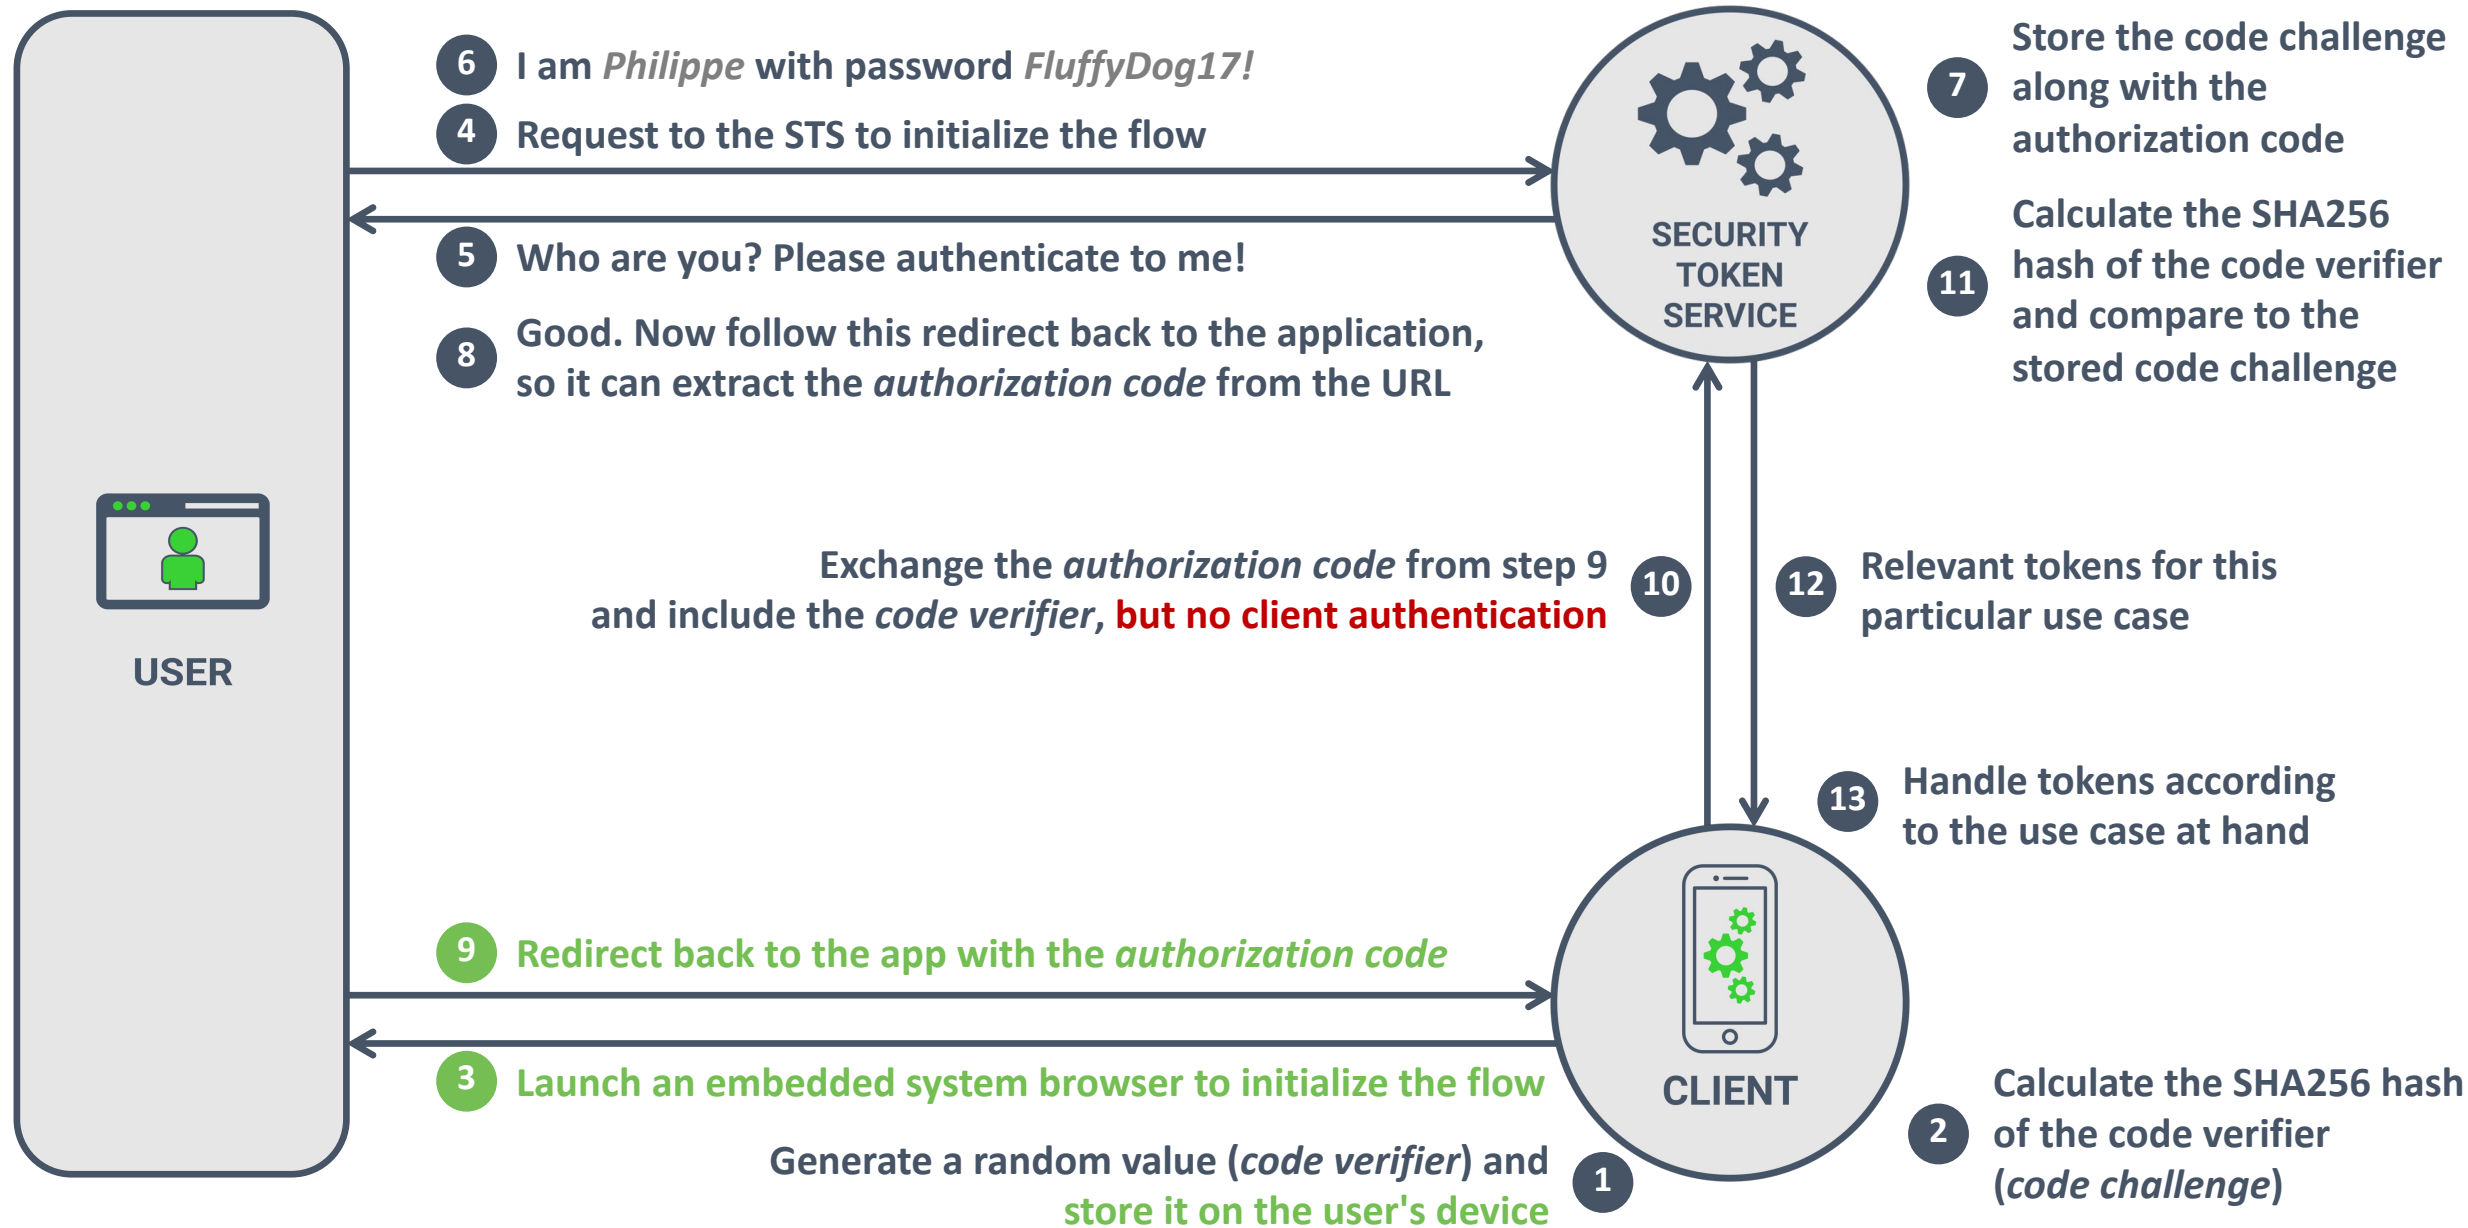 6 I am Philippe with password FluffyDog17!
4 Request to the STS to initialize the flow
5 Who are you? Please authenticate to me!
8 Good. Now follow this redirect back to the application,
so it can extract the authorization code from the URL
SECURITY
TOKEN
SERVICE
7 Store the code challenge
along with the
authorization code
11 Calculate the SHA256
hash of the code verifier
and compare to the
stored code challenge
USER
Exchange the authorization code from step 9
and include the code verifier, but no client authentication
10
12 Relevant tokens for this
particular use case
13 Handle tokens according
to the use case at hand
9 Redirect back to the app with the authorization code
3 Launch an embedded system browser to initialize the flow
CLIENT
Generate a random value (code verifier) and
store it on the user's device
1
2 Calculate the SHA256 hash
of the code verifier
(code challenge)